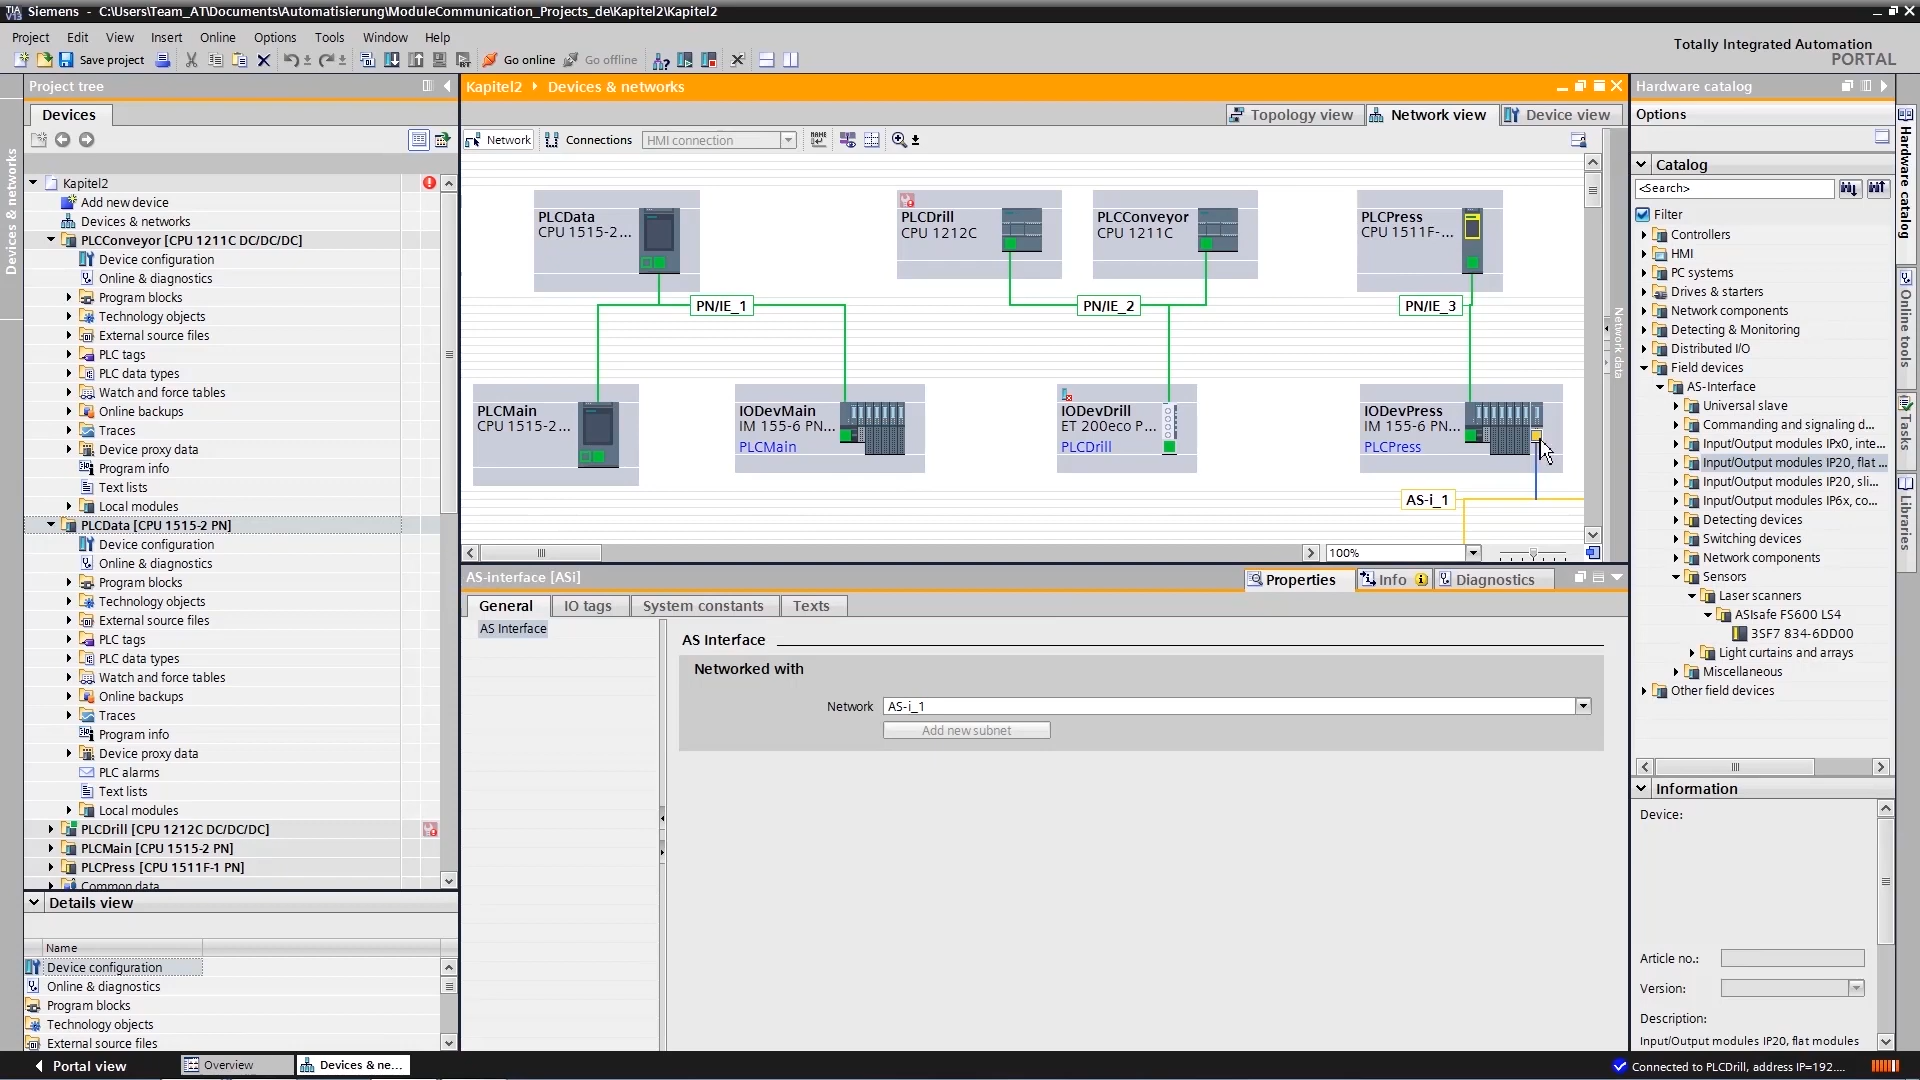 Siemens - C:\Users\Team_AT\Documents\Automatisierung\ModuleCommunication_Projects_de\Kapitel2\Kapitel2
Project Edit View Insert Online Options Tools Window Help
Totally Integrated Automation
PORTAL
Save project Go online Go offline
Project tree
Devices
Devices & networks
Kapitel2
Add new device
Devices & networks
PLCConveyor [CPU 1211C DC/DC/DC]
Device configuration
Online & diagnostics
Program blocks
Technology objects
External source files
PLC tags
PLC data types
Watch and force tables
Online backups
Traces
Device proxy data
Program info
Text lists
Local modules
PLCData [CPU 1515-2 PN]
Device configuration
Online & diagnostics
Program blocks
Technology objects
External source files
PLC tags
PLC data types
Watch and force tables
Online backups
Traces
Program info
Device proxy data
PLC alarms
Text lists
Local modules
PLCDrill [CPU 1212C DC/DC/DC]
PLCMain [CPU 1515-2 PN]
PLCPress [CPU 1511F-1 PN]
Common data
Details view
Name
Device configuration
Online & diagnostics
Program blocks
Technology objects
External source files
Kapitel2 Devices & networks
Topology view Network view Device view
Network Connections HMI connection
PLCData
CPU 1515-2...
PLCDrill
CPU 1212C
PLCConveyor
CPU 1211C
PLCPress
CPU 1511F-...
PN/IE_1
PN/IE_2
PN/IE_3
PLCMain
CPU 1515-2...
IODevMain
IM 155-6 PN...
PLCMain
IODevDrill
ET 200eco P...
PLCDrill
IODevPress
IM 155-6 PN...
PLCPress
AS-i_1
100%
Network data
AS-interface [ASi]
Properties Info Diagnostics
General IO tags System constants Texts
AS Interface
AS Interface
Networked with
Network AS-i_1
Add new subnet
Hardware catalog
Options
Catalog
<Search>
Filter
Controllers
HMI
PC systems
Drives & starters
Network components
Detecting & Monitoring
Distributed I/O
Field devices
AS-Interface
Universal slave
Commanding and signaling d...
Input/Output modules IPx0, inte...
Input/Output modules IP20, flat ...
Input/Output modules IP20, sli...
Input/Output modules IP6x, co...
Detecting devices
Switching devices
Network components
Sensors
Laser scanners
ASIsafe FS600 LS4
3SF7 834-6DD00
Light curtains and arrays
Miscellaneous
Other field devices
Information
Device:
Article no.:
Version:
Description:
Input/Output modules IP20, flat modules
Hardware catalog
Online tools
Tasks
Libraries
Portal view Overview Devices & ne...
Connected to PLCDrill, address IP=192....